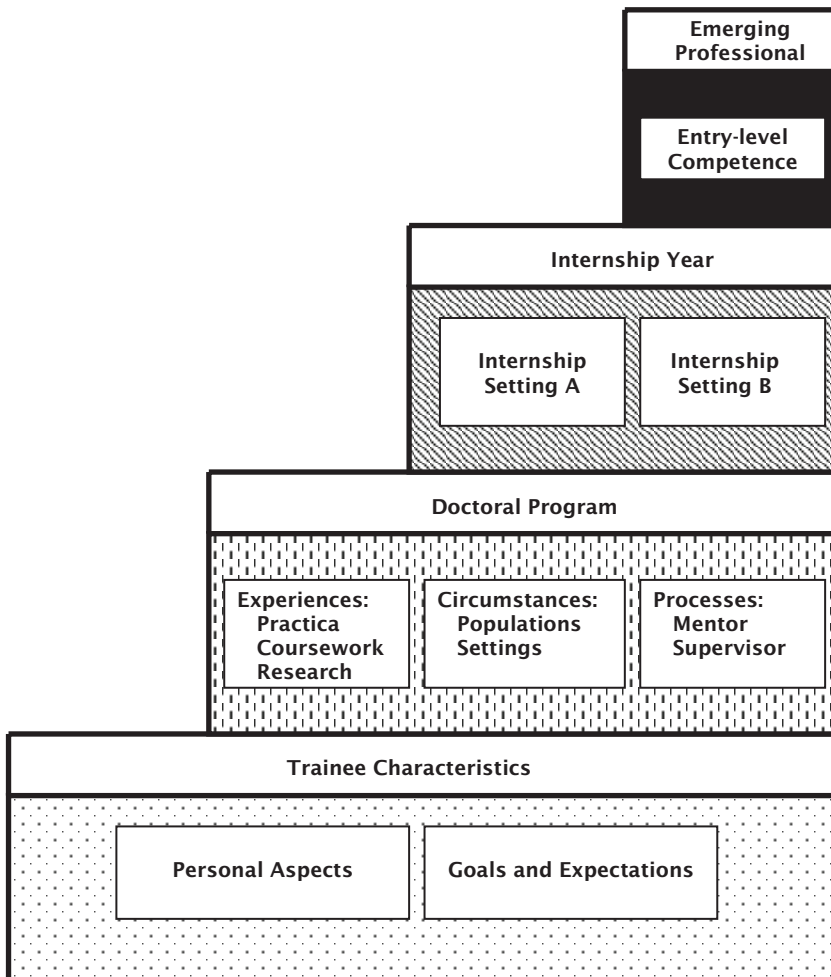 Emerging
Professional
Entry-level
Competence
Internship Year
Internship
Setting A
Internship
Setting B
Doctoral Program
Experiences:
Practica
Coursework
Research
Circumstances:
Populations
Settings
Processes:
Mentor
Supervisor
Trainee Characteristics
Personal Aspects
Goals and Expectations